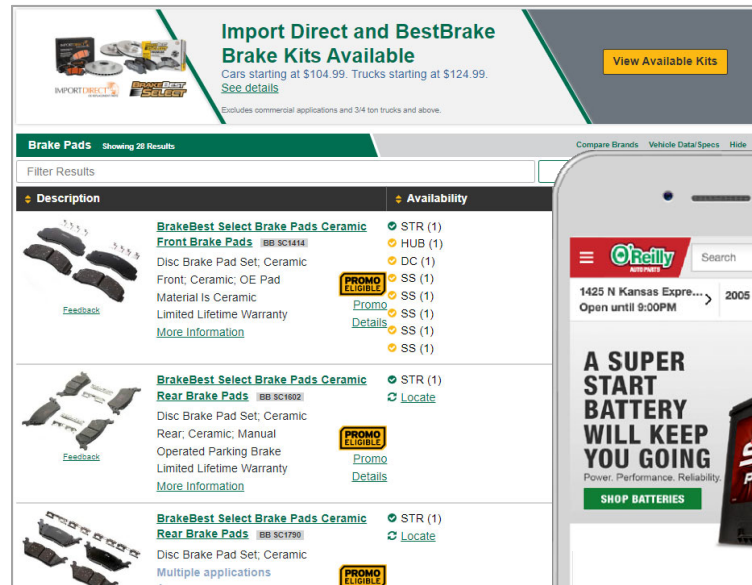 Import Direct and BestBrake
Brake Kits Available
Cars starting at $104.99. Trucks starting at $124.99.
See details
Excludes commercial applications and 3/4 ton trucks and above.
View Available Kits
IMPORT DIRECT
BRAKEBEST
SELECT
Brake Pads Showing 28 Results
Compare Brands Vehicle Data/Specs Hide
Filter Results
Description
Availability
BrakeBest Select Brake Pads Ceramic
Front Brake Pads BB SC1414
Disc Brake Pad Set; Ceramic
Front; Ceramic; OE Pad
Material Is Ceramic
Limited Lifetime Warranty
More Information
Feedback
PROMO
ELIGIBLE
Promo
Details
STR (1)
HUB (1)
DC (1)
SS (1)
SS (1)
SS (1)
SS (1)
SS (1)
BrakeBest Select Brake Pads Ceramic
Rear Brake Pads BB SC1602
Disc Brake Pad Set; Ceramic
Rear; Ceramic; Manual
Operated Parking Brake
Limited Lifetime Warranty
More Information
Feedback
PROMO
ELIGIBLE
Promo
Details
STR (1)
Locate
BrakeBest Select Brake Pads Ceramic
Rear Brake Pads BB SC1790
Disc Brake Pad Set; Ceramic
Multiple applications
PROMO
ELIGIBLE
STR (1)
Locate
O'Reilly
AUTO PARTS
Search
1425 N Kansas Expre...
Open until 9:00PM
2005
A SUPER
START
BATTERY
WILL KEEP
YOU GOING
Power. Performance. Reliability.
SHOP BATTERIES